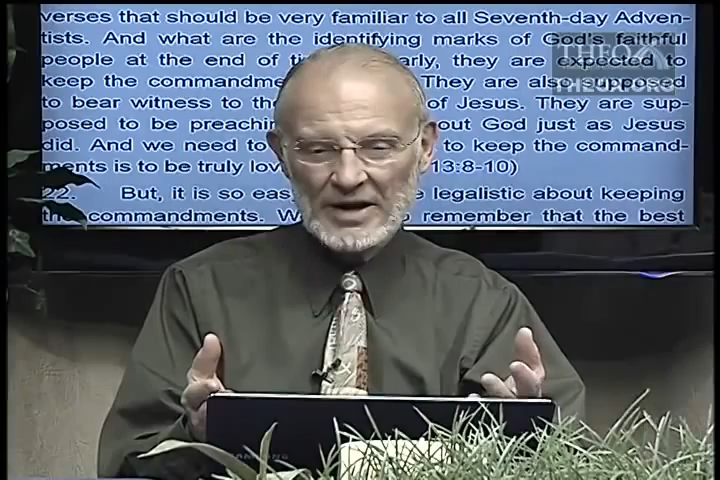 verses that should be very familiar to all Seventh-day Adven-
tists. And what are the identifying marks of God's faithful
people at the end of ti arly, they are expected to
keep the commandme They are also supposed
to bear witness to the of Jesus. They are sup-
posed to be preachin out God just as Jesus
did. And we need to to keep the command-
ments is to be truly lov 13:8-10)
22. But, it is so easy e legalistic about keeping
the commandments. W o remember that the best
THEO
THEOX.ORG